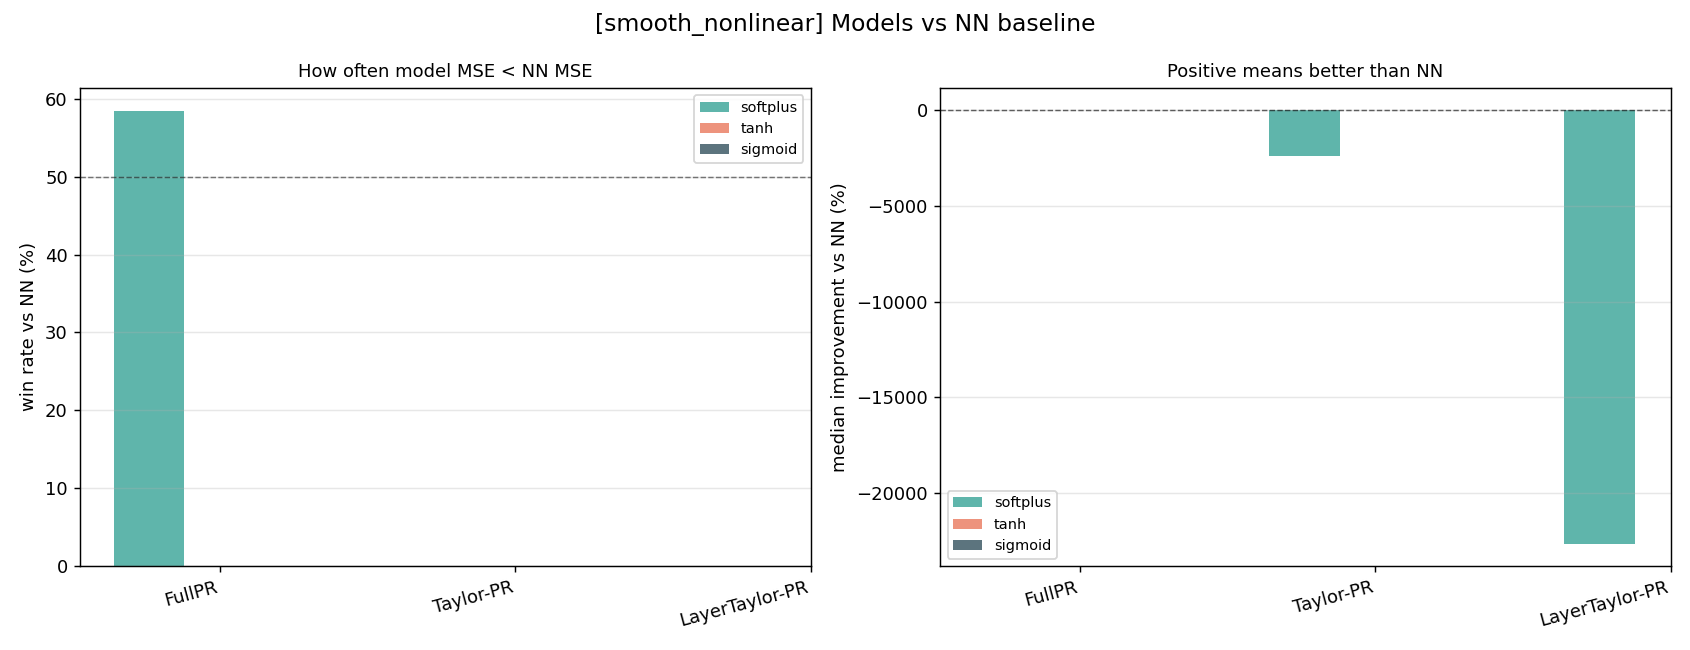 [smooth_nonlinear] Models vs NN baseline
How often model MSE < NN MSE
win rate vs NN (%)
60
50
40
30
20
10
0
softplus
tanh
sigmoid
FullPR
Taylor-PR
LayerTaylor-PR
Positive means better than NN
median improvement vs NN (%)
0
−5000
−10000
−15000
−20000
softplus
tanh
sigmoid
FullPR
Taylor-PR
LayerTaylor-PR